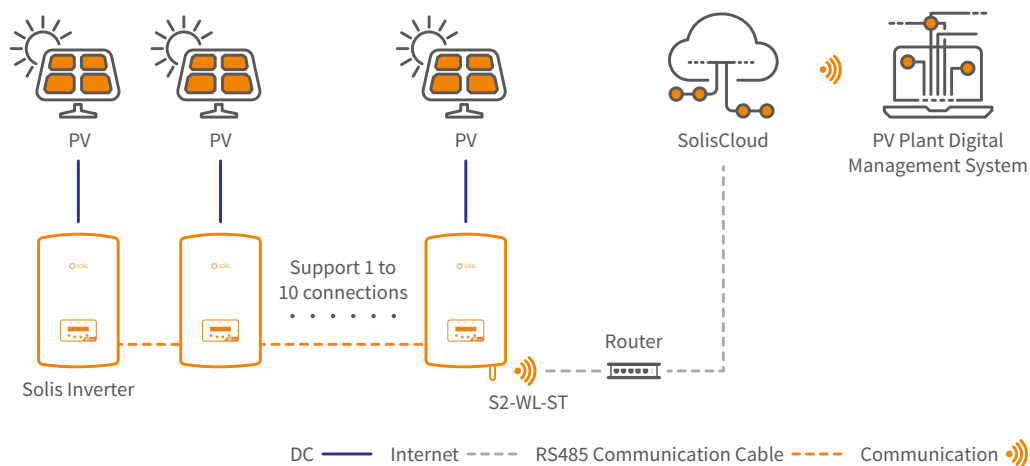 PV
PV
PV
SolisCloud
PV Plant Digital
Management System
solis
solis
solis
Support 1 to
10 connections
Router
Solis Inverter
S2-WL-ST
DC
Internet
RS485 Communication Cable
Communication